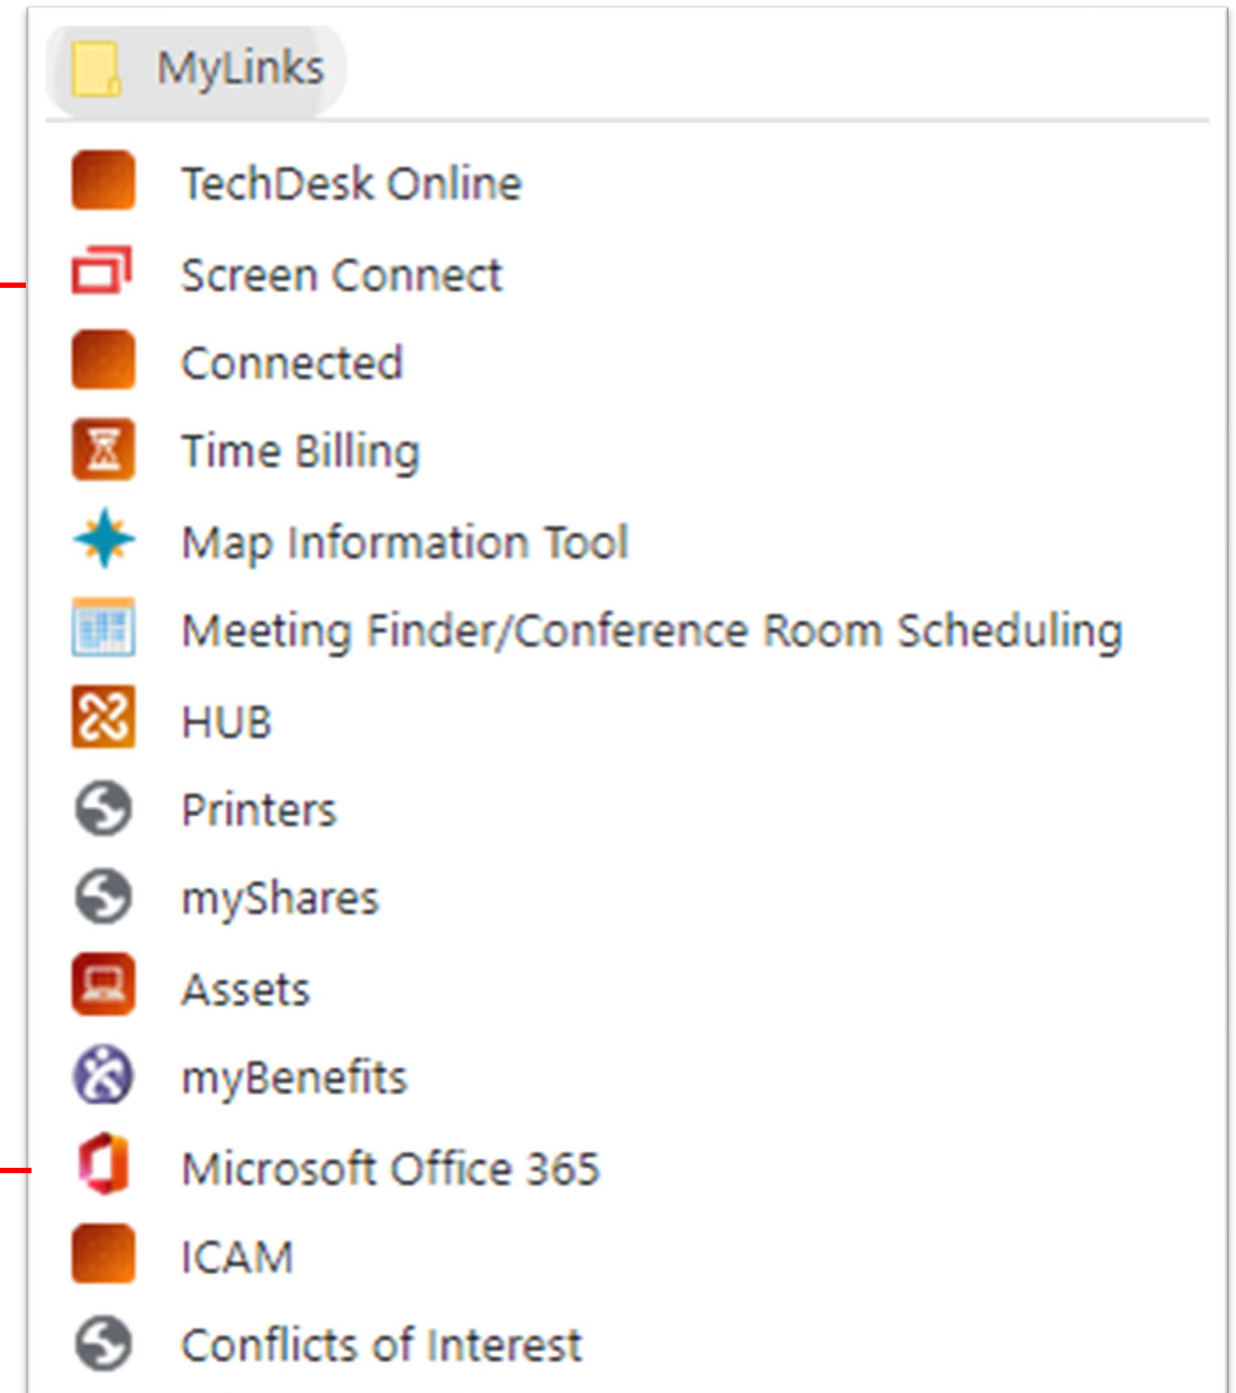 MyLinks
TechDesk Online
Screen Connect
Connected
Time Billing
Map Information Tool
Meeting Finder/Conference Room Scheduling
HUB
Printers
myShares
Assets
myBenefits
Microsoft Office 365
ICAM
Conflicts of Interest